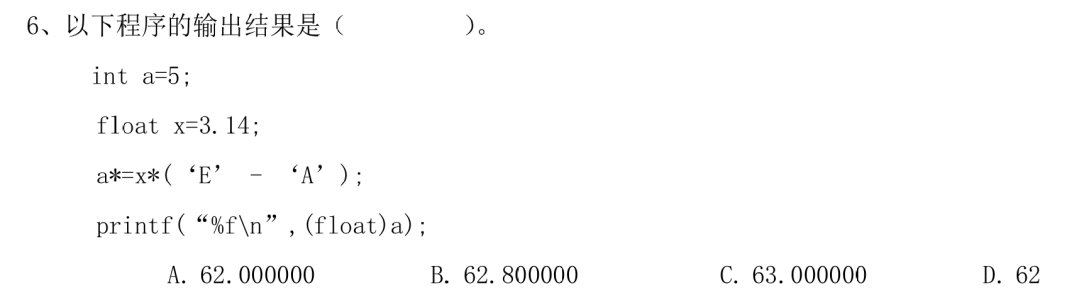 6、以下程序的输出结果是（ ）。
int a=5;
float x=3.14;
a*=x*(‘E’ - ‘A’);
printf(“%f\n”,(float)a);
A. 62.000000 B. 62.800000 C. 63.000000 D. 62